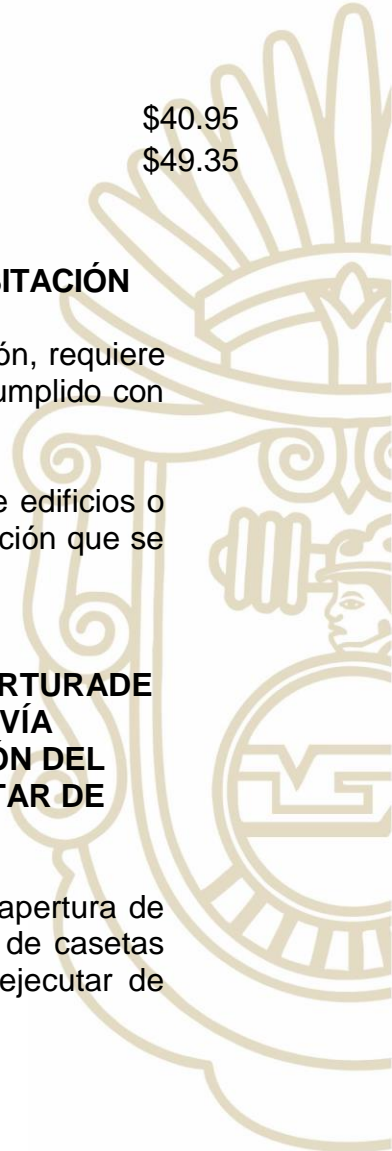 $40.95
$49.35
BITACIÓN
ón, requiere
umplido con
e edificios o
ción que se
RTURADE
VÍA
ÓN DEL
TAR DE
apertura de
de casetas
ejecutar de